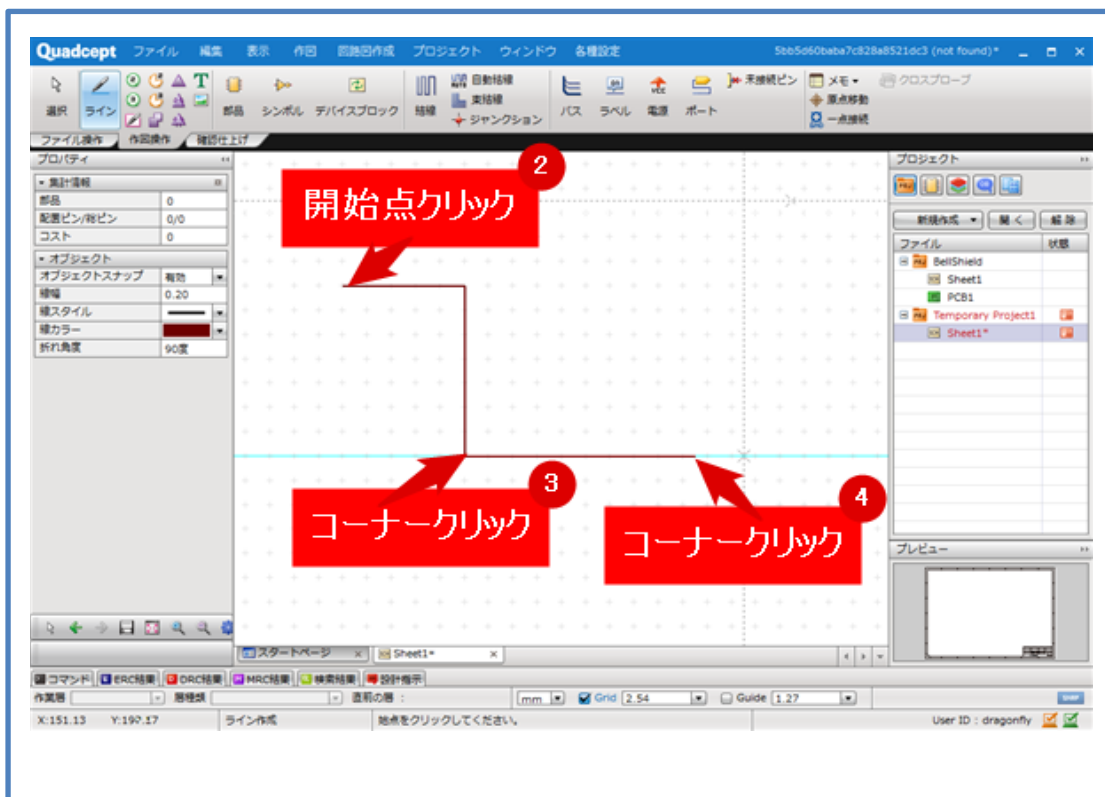 Quadcept ファイル 編集 表示 作図 回路図作成 プロジェクト ウィンドウ 各種設定 5bb5d60baba7c828a8521dc3 (not found)*
選択 ライン T 部品 シンボル デバイスブロック 結線 自動結線 バス ラベル 電源 ポート 未接続ピン メモ クロスプローブ
束結線 原点移動
ジャンクション 一点接続
ファイル操作 作図操作 確認仕上げ
プロパティ
集計情報
部品 0
配置ピン/総ピン 0/0
コスト 0
オブジェクト
オブジェクトスナップ 有効
線幅 0.20
線スタイル
線カラー
折れ角度 90度
2
開始点クリック
3
コーナークリック
4
コーナークリック
プロジェクト
新規作成 開く 解除
ファイル 状態
BellShield
Sheet1
PCB1
Temporary Project1
Sheet1*
プレビュー
スタートページ x Sheet1* x
コマンド ERC結果 DRC結果 MRC結果 検索結果 設計指示
作業層 層種類 直前の層 : mm Grid 2.54 Guide 1.27
X:151.13 Y:190.17 ライン作成 始点をクリックしてください。 User ID : dragonfly